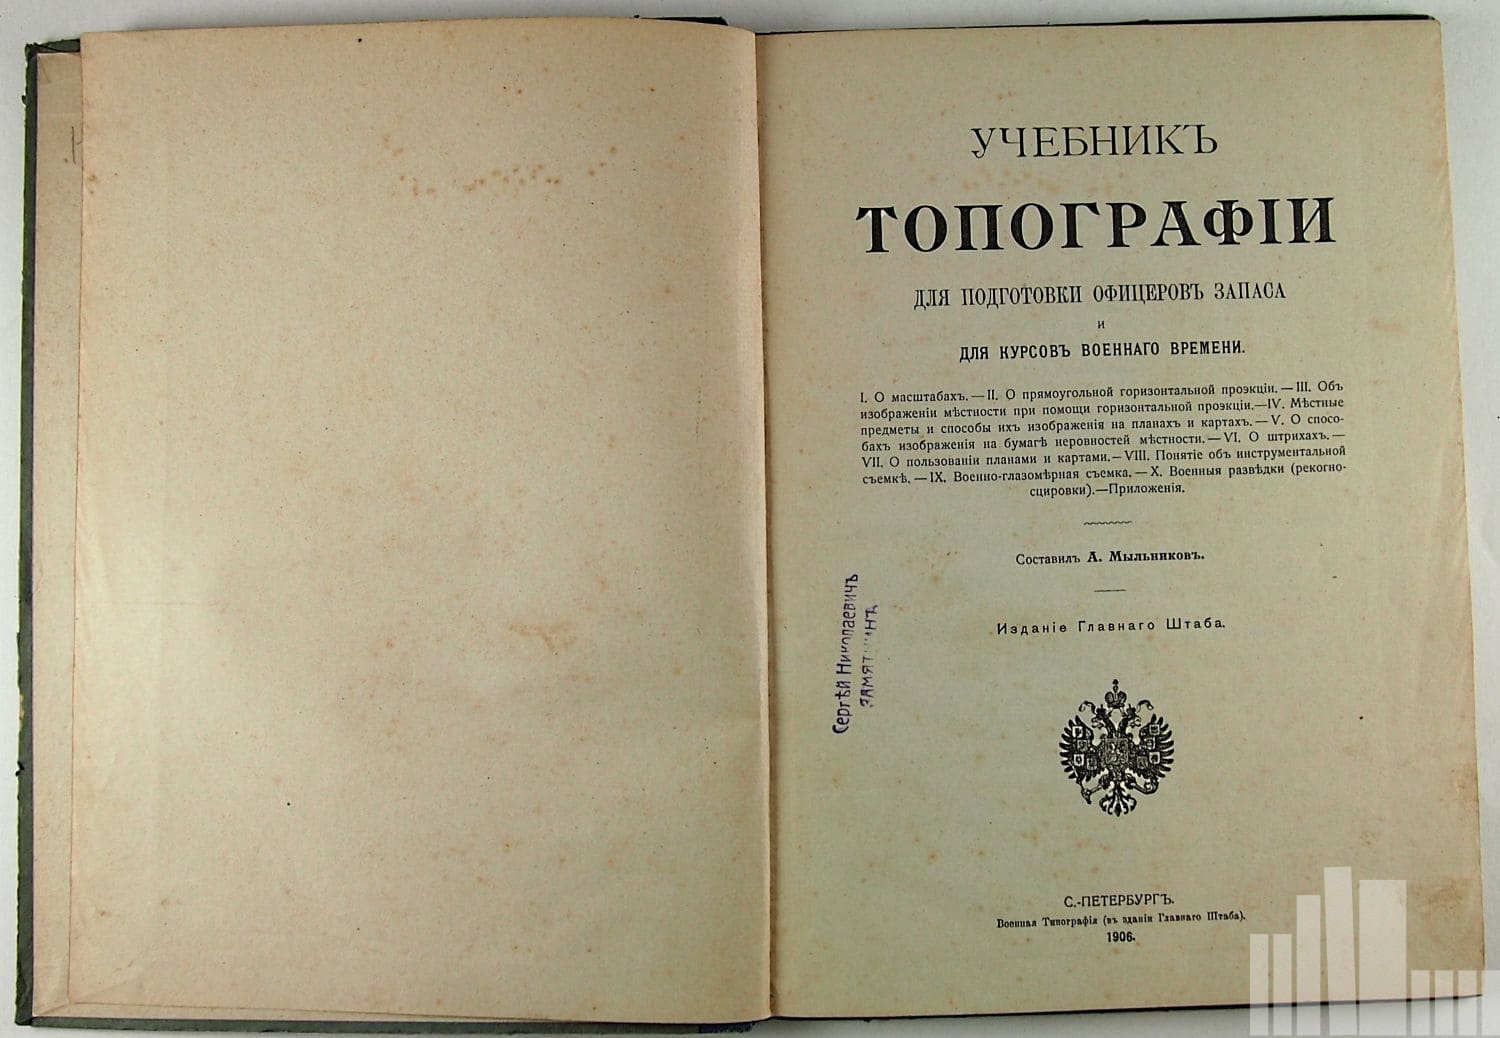 УЧЕБНИКЪ
ТОПОГРАФІИ
ДЛЯ ПОДГОТОВКИ ОФИЦЕРОВЪ ЗАПАСА
И
ДЛЯ КУРСОВЪ ВОЕННАГО ВРЕМЕНИ.
I. О масштабахъ. — II. О прямоугольной горизонтальной проэкціи. — III. Объ
изображеніи мѣстности при помощи горизонтальной проэкціи.—IV. Мѣстные
предметы и способы ихъ изображенія на планахъ и картахъ. — V. О спосо-
бахъ изображенія на бумагѣ неровностей мѣстности. — VI. О штрихахъ. —
VII. О пользованіи планами и картами. — VIII. Понятіе объ инструментальной
съемкѣ. — IX. Военно-глазомѣрная съемка. — X. Военныя развѣдки (рекогно-
сцировки).—Приложенія.
Составилъ А. Мыльниковъ.
Изданіе Главнаго Штаба.
Сергѣй Николаевичъ
С.-ПЕТЕРБУРГЪ.
Военная Типографія (въ зданіи Главнаго Штаба).
1906.